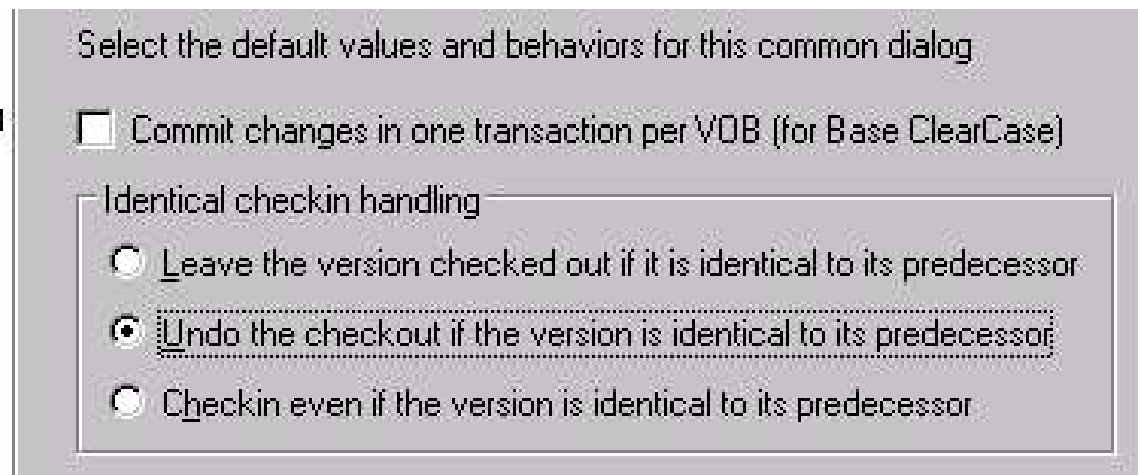 Select the default values and behaviors for this common dialog
Commit changes in one transaction per VOB (for Base ClearCase)
Identical checkin handling
Leave the version checked out if it is identical to its predecessor
Undo the checkout if the version is identical to its predecessor
Checkin even if the version is identical to its predecessor